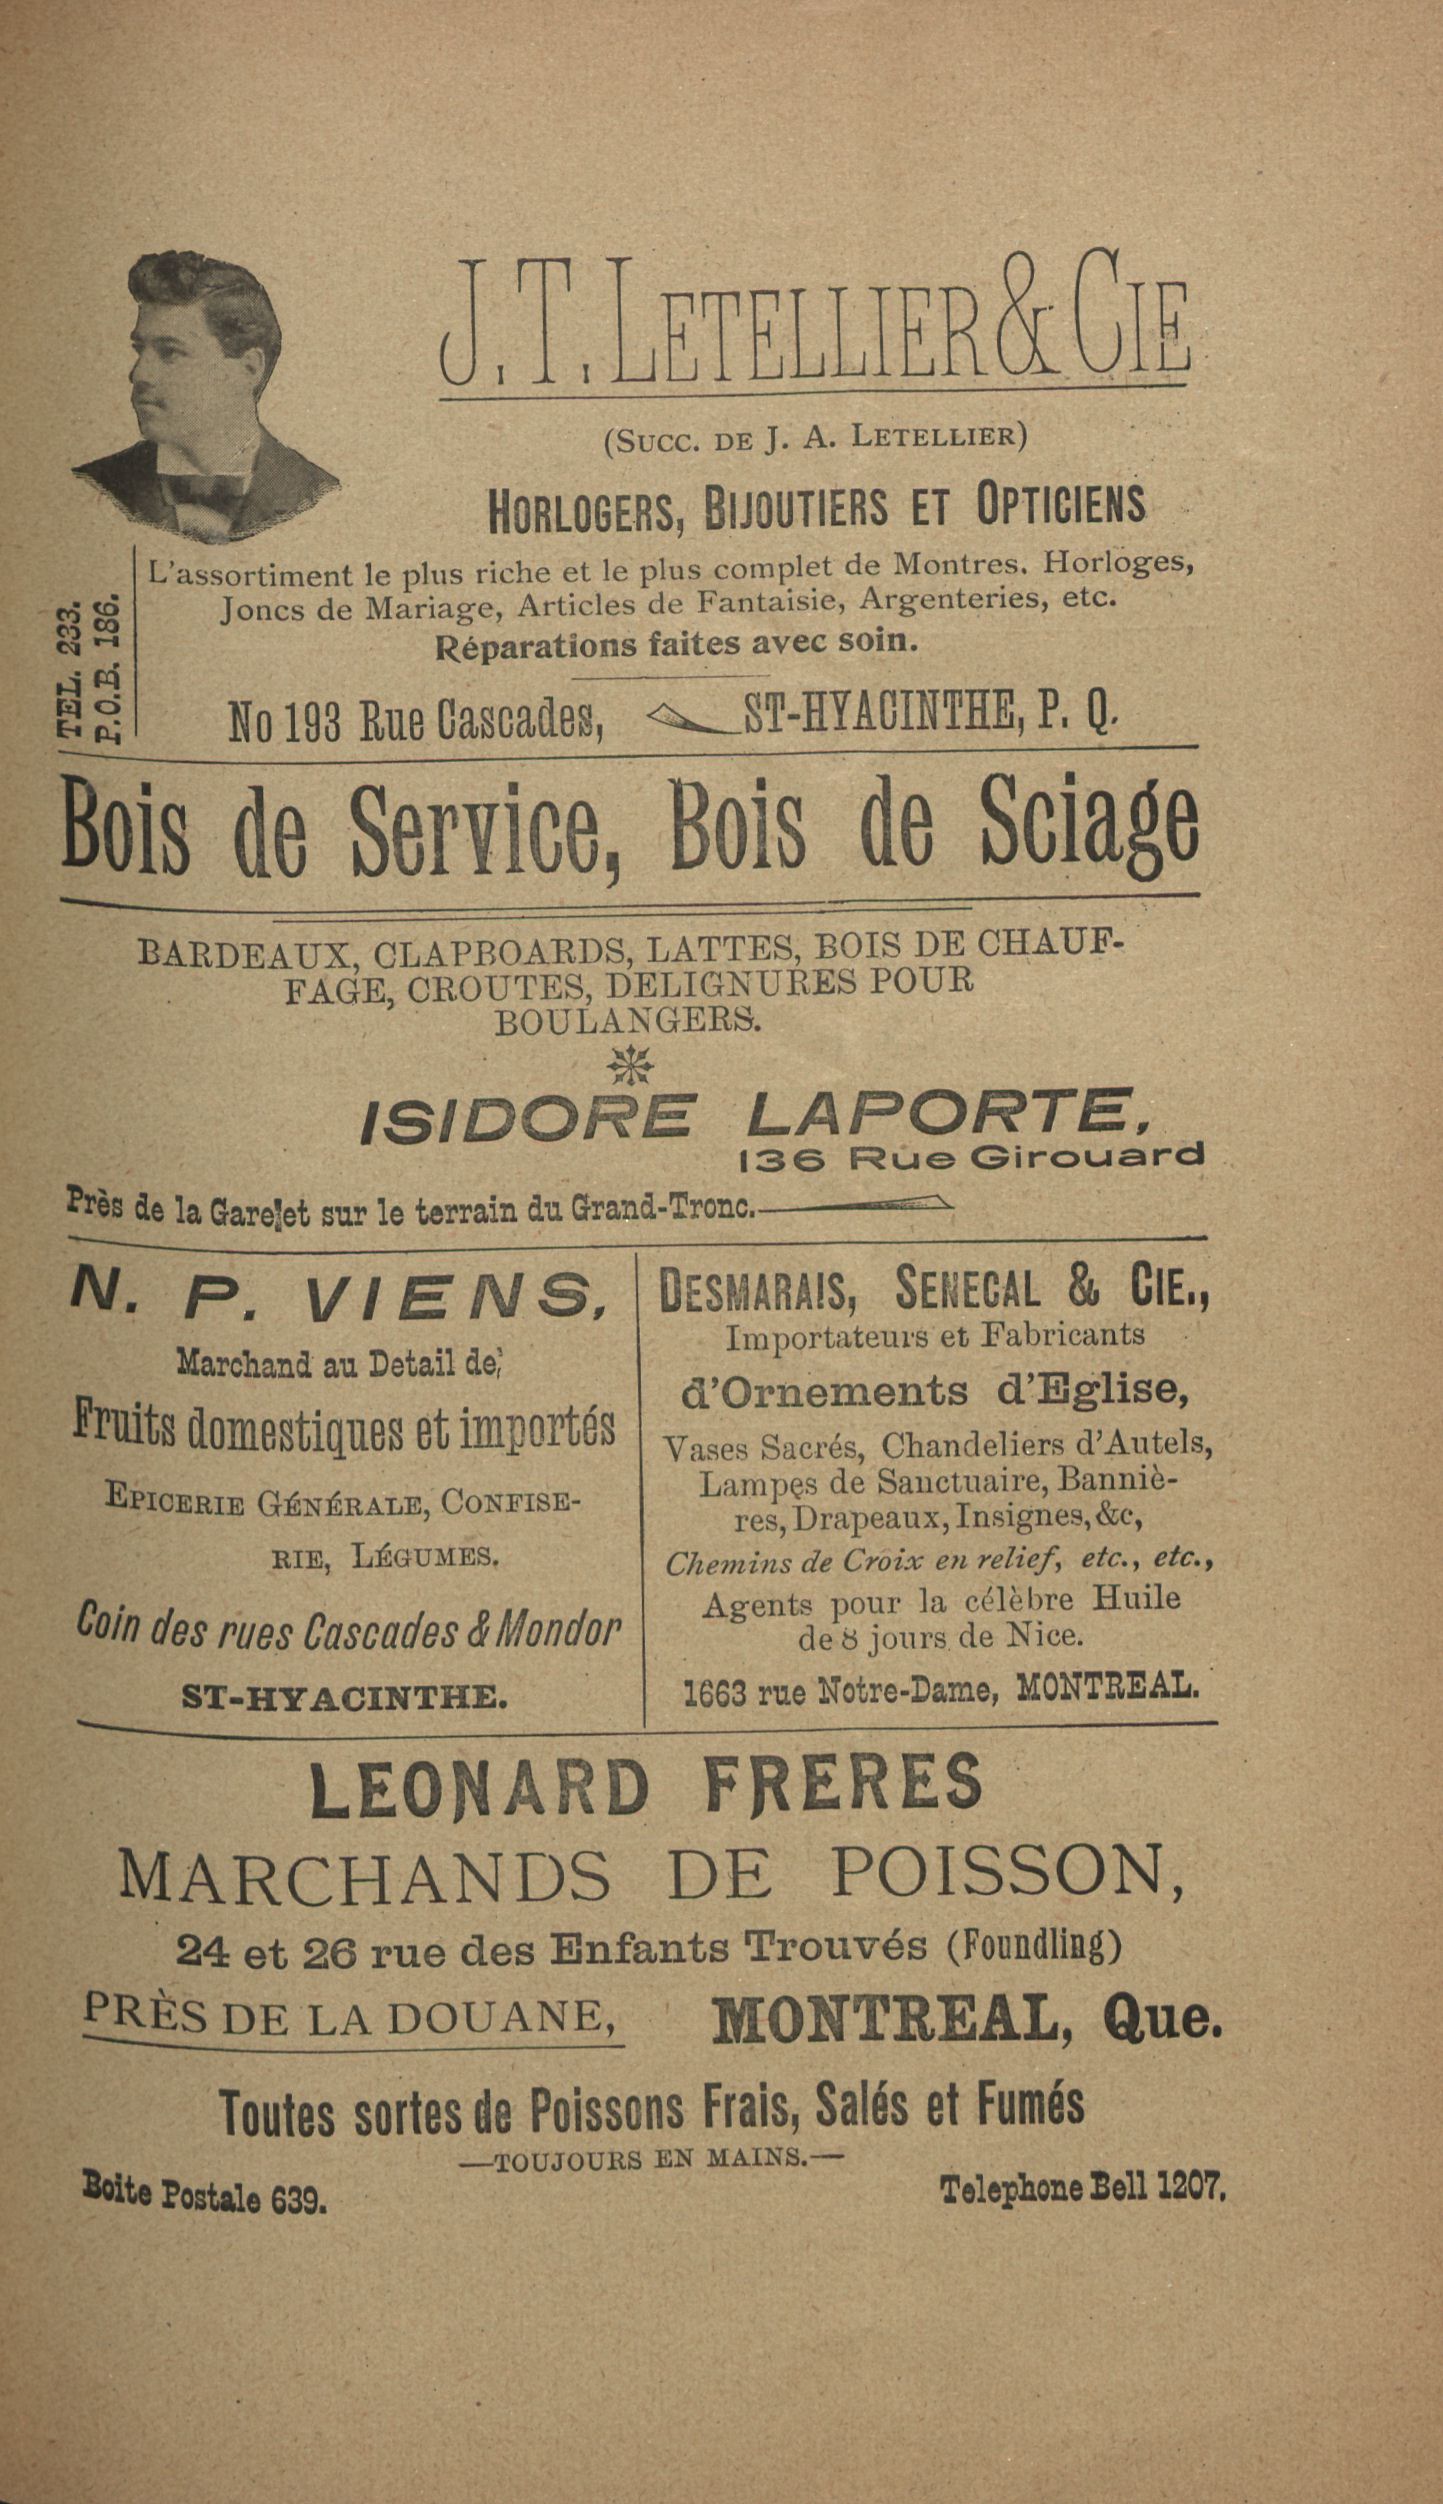 J. T. LETELLIER & CIE
(SUCC. DE J. A. LETELLIER)
HORLOGERS, BIJOUTIERS ET OPTICIENS
TEL. 233.
P.O.B. 186.
L'assortiment le plus riche et le plus complet de Montres. Horloges,
Joncs de Mariage, Articles de Fantaisie, Argenteries, etc.
Réparations faites avec soin.
No 193 Rue Cascades, ST-HYACINTHE, P. Q.
Bois de Service, Bois de Sciage
BARDEAUX, CLAPBOARDS, LATTES, BOIS DE CHAUF-
FAGE, CROUTES, DELIGNURES POUR
BOULANGERS.
ISIDORE LAPORTE,
136 Rue Girouard
Près de la Gare et sur le terrain du Grand-Tronc.
N. P. VIENS,
Marchand au Detail de
Fruits domestiques et importés
EPICERIE GÉNÉRALE, CONFISE-
RIE, LÉGUMES.
Coin des rues Cascades & Mondor
ST-HYACINTHE.
DESMARAIS, SENECAL & CIE.,
Importateurs et Fabricants
d'Ornements d'Eglise,
Vases Sacrés, Chandeliers d'Autels,
Lampes de Sanctuaire, Banniè-
res, Drapeaux, Insignes, &c,
Chemins de Croix en relief, etc., etc.,
Agents pour la célèbre Huile
de 8 jours de Nice.
1663 rue Notre-Dame, MONTREAL.
LEONARD FRERES
MARCHANDS DE POISSON,
24 et 26 rue des Enfants Trouvés (Foundling)
PRÈS DE LA DOUANE, MONTREAL, Que.
Toutes sortes de Poissons Frais, Salés et Fumés
—TOUJOURS EN MAINS.—
Boite Postale 639. Telephone Bell 1207.